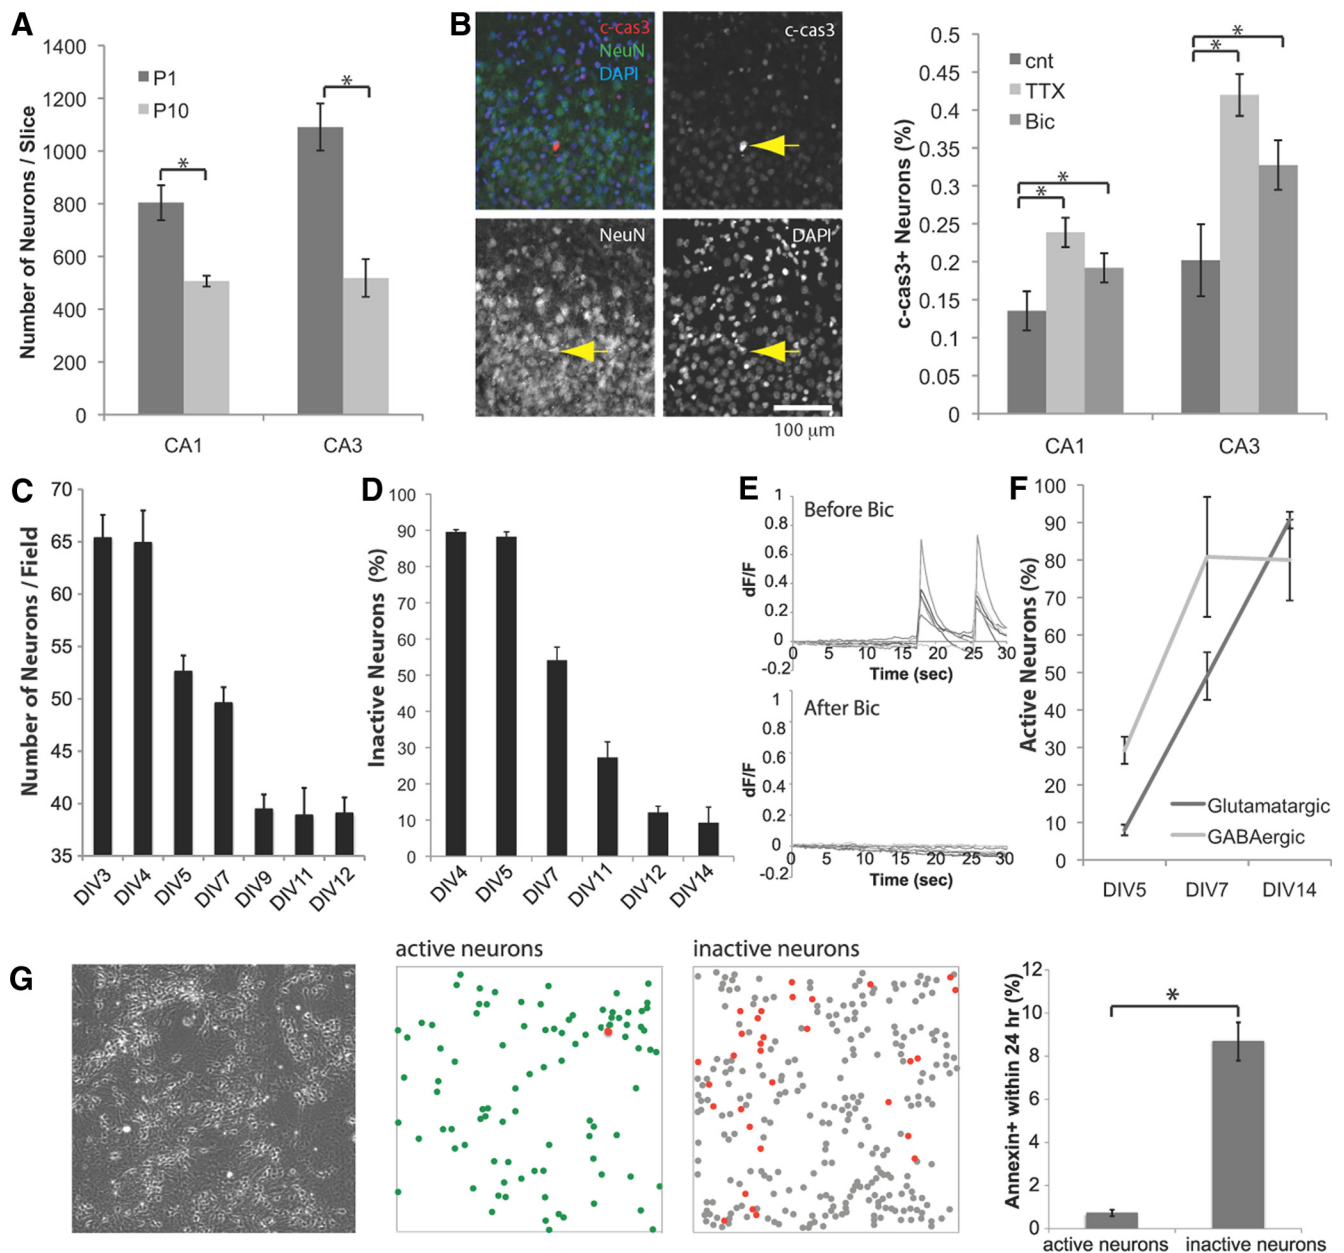 A
1400
1200
1000
800
600
400
200
0
Number of Neurons / Slice
P1
P10
*
*
CA1
CA3
B
c-cas3
NeuN
DAPI
c-cas3
NeuN
DAPI
100 µm
0.5
0.45
0.4
0.35
0.3
0.25
0.2
0.15
0.1
0.05
0
c-cas3+ Neurons (%)
cnt
TTX
Bic
*
*
*
*
CA1
CA3
C
70
65
60
55
50
45
40
35
Number of Neurons / Field
DIV3
DIV4
DIV5
DIV7
DIV9
DIV11
DIV12
D
100
90
80
70
60
50
40
30
20
10
0
Inactive Neurons (%)
DIV4
DIV5
DIV7
DIV11
DIV12
DIV14
E
Before Bic
1
0.8
0.6
0.4
0.2
0
-0.2
dF/F
0 5 10 15 20 25 30
Time (sec)
After Bic
1
0.8
0.6
0.4
0.2
0
-0.2
dF/F
0 5 10 15 20 25 30
Time (sec)
F
100
90
80
70
60
50
40
30
20
10
0
Active Neurons (%)
Glutamatargic
GABAergic
DIV5
DIV7
DIV14
G
active neurons
inactive neurons
12
10
8
6
4
2
0
Annexin+ within 24 hr (%)
*
active neurons
inactive neurons